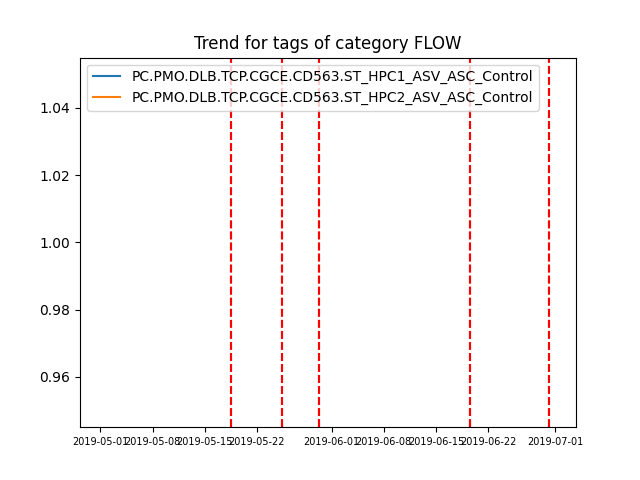 Trend for tags of category FLOW
PC.PMO.DLB.TCP.CGCE.CD563.ST_HPC1_ASV_ASC_Control
PC.PMO.DLB.TCP.CGCE.CD563.ST_HPC2_ASV_ASC_Control
1.04
1.02
1.00
0.98
0.96
2019-05-01 2019-05-08 2019-05-15 2019-05-22 2019-06-01 2019-06-08 2019-06-15 2019-06-22 2019-07-01